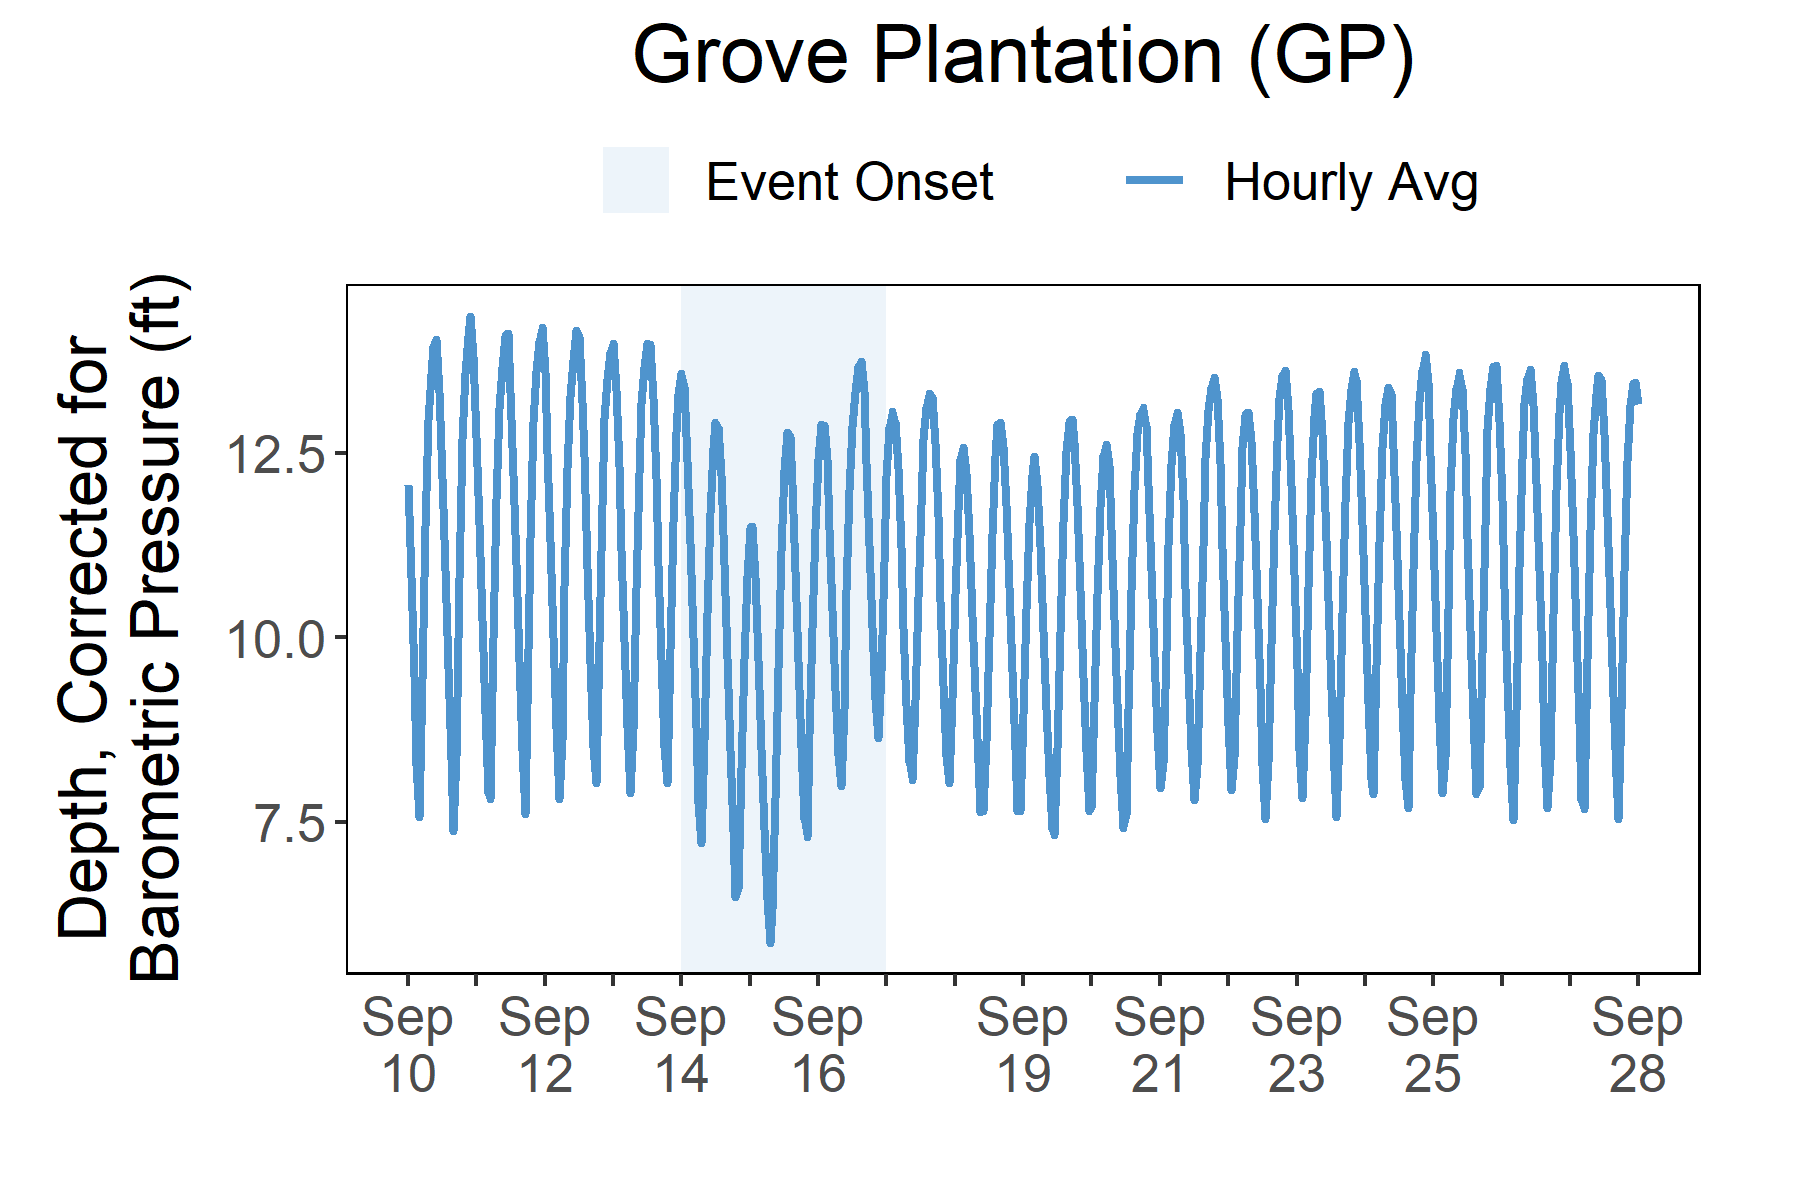 Grove Plantation (GP)
Event Onset
Hourly Avg
Depth, Corrected for
Barometric Pressure (ft)
12.5
10.0
7.5
Sep
10
Sep
12
Sep
14
Sep
16
Sep
19
Sep
21
Sep
23
Sep
25
Sep
28